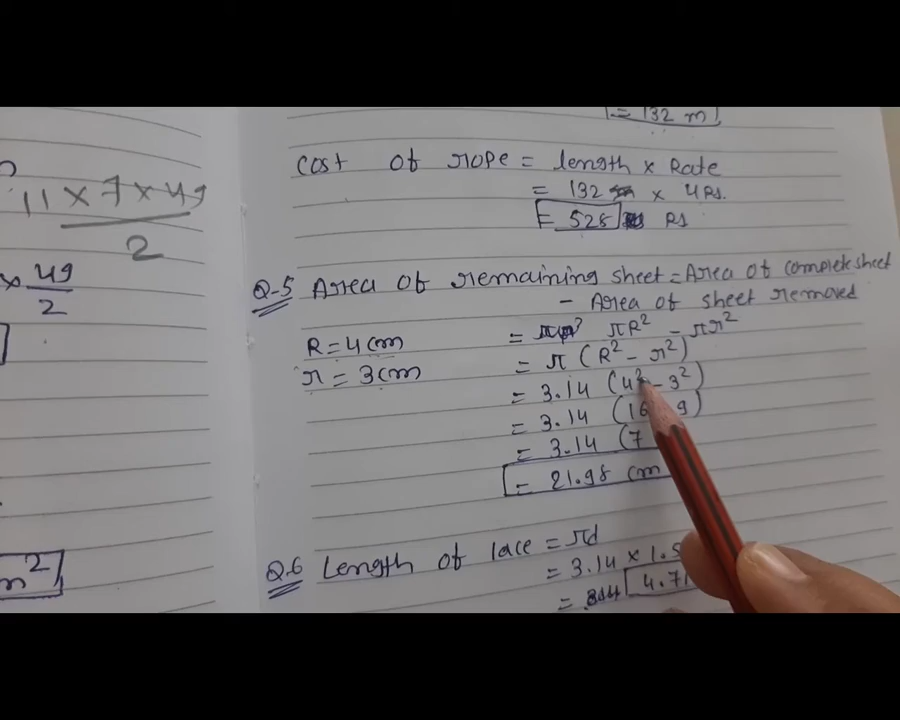 11 × 7 × 49
2
× 49
2
= 132 m
Cost of rope = length × Rate
= 132 × 4 Rs.
= 528 Rs
Q-5 Area of remaining sheet = Area of complete sheet
- Area of sheet removed
R = 4 cm
= πR² - πr²
r = 3 cm
= π (R² - r²)
= 3.14 (4² - 3²)
= 3.14 (16 9)
= 3.14 (7
= 21.98 cm
Q.6 Length of lace = πd
= 3.14 × 1.5
= 4.71
m²